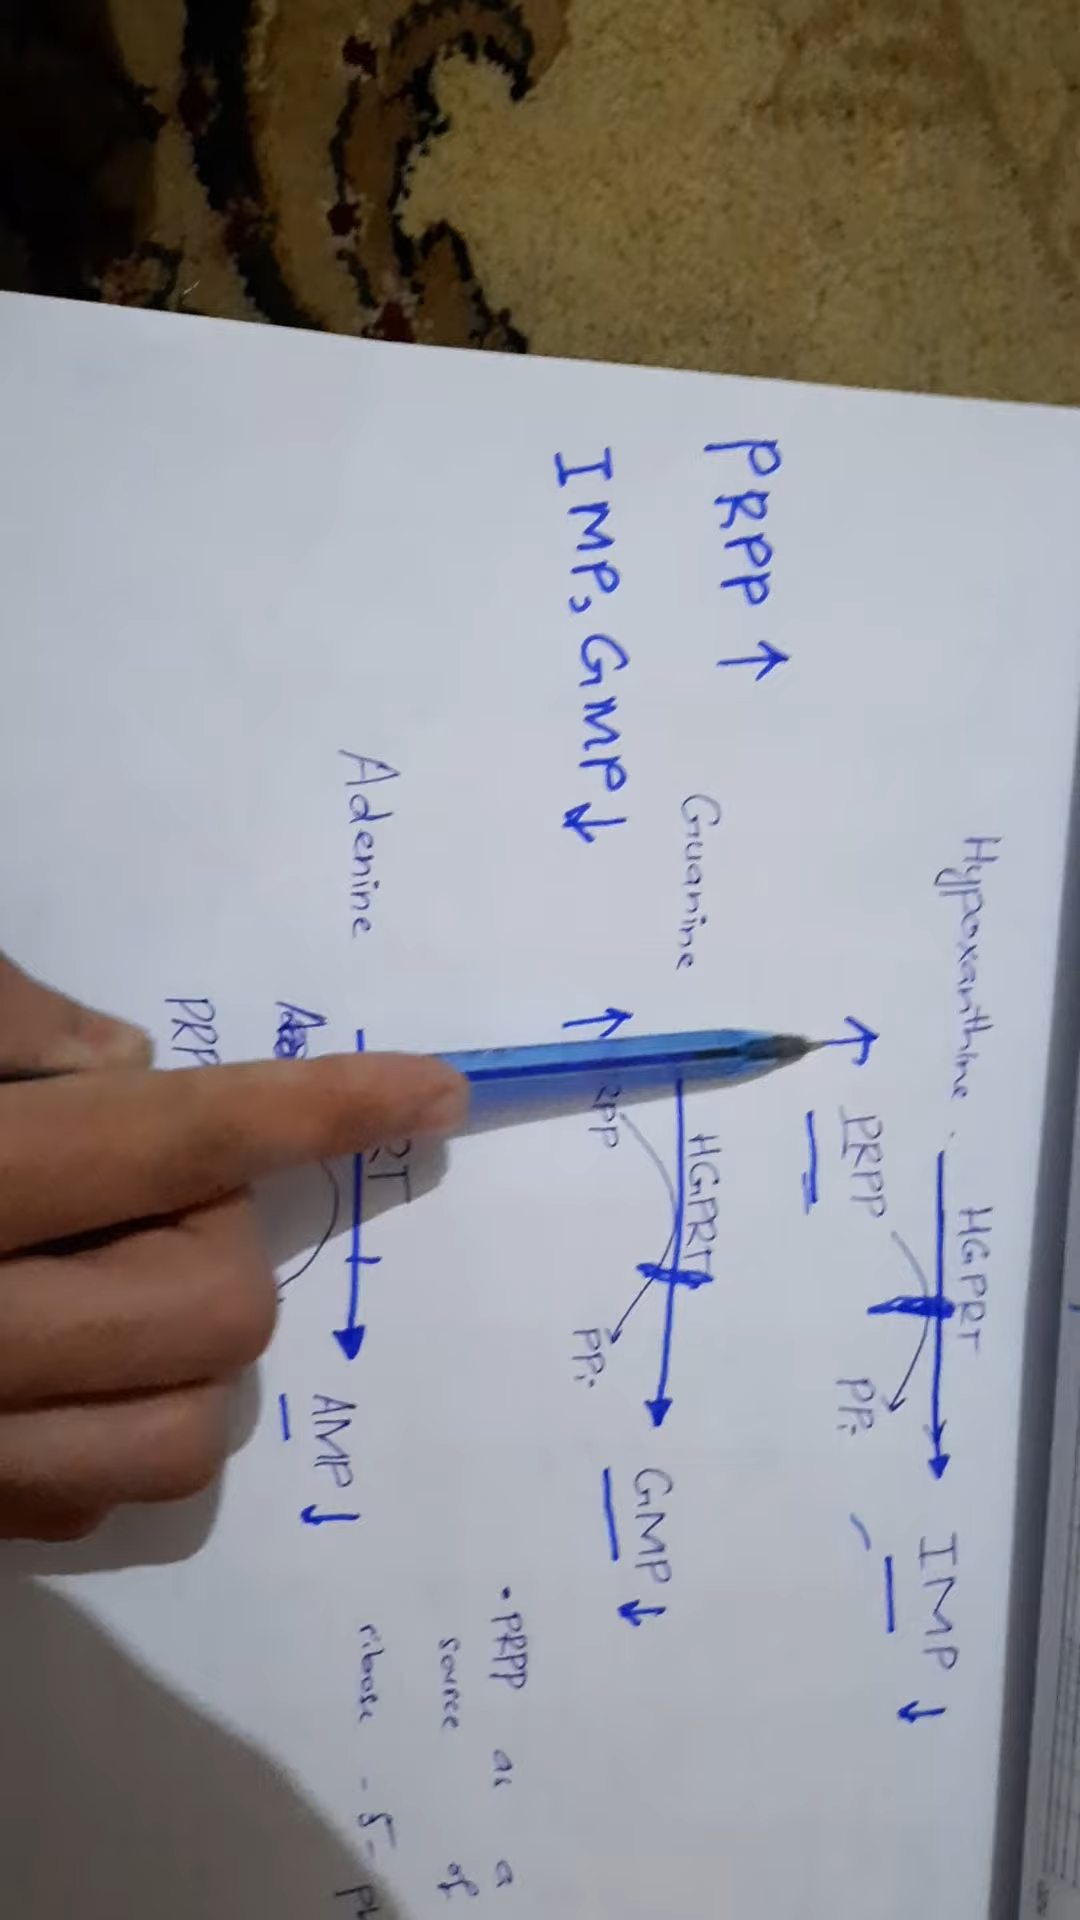 Hypoxanthine HGPRT IMP ↓
↑ PRPP PPi
PRPP ↑
Guanine HGPRT GMP ↓
↑ PPi
IMP, GMP ↓
• PRPP as a
source of
Adenine AMP ↓
ribose - 5 -